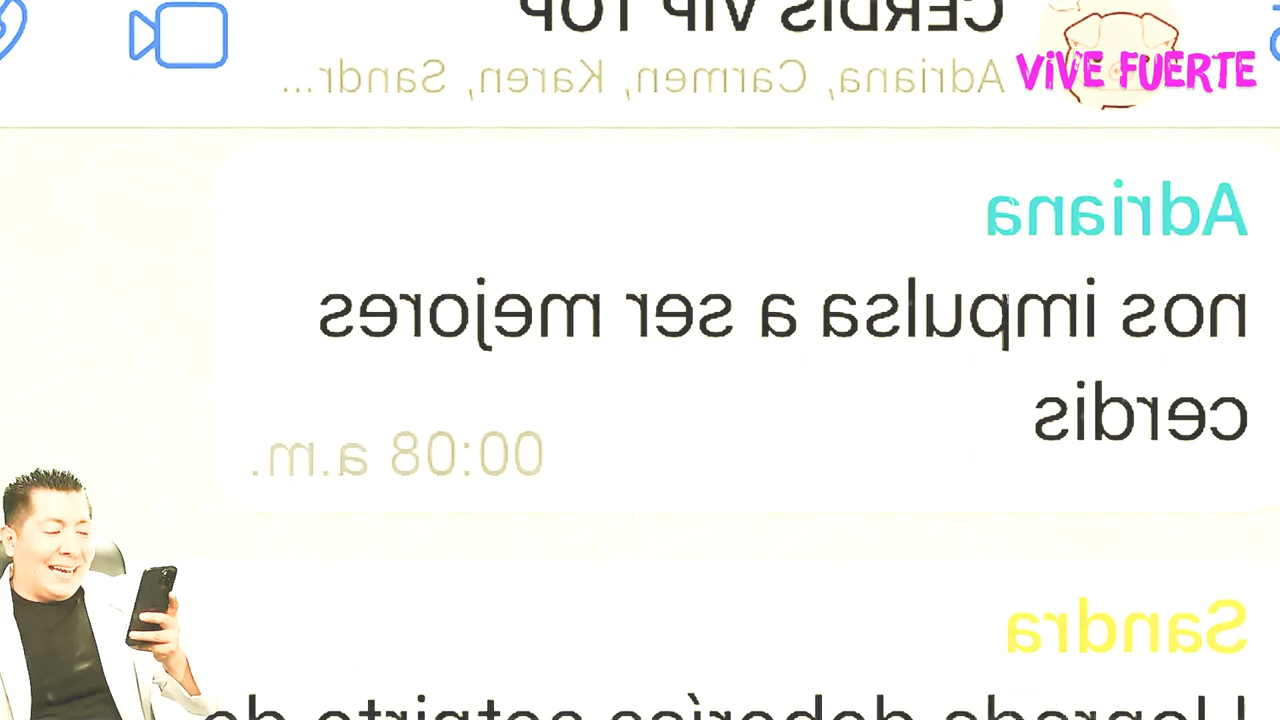 CERDIS VIP TOP
Adriana, Carmen, Karen, Sandr...
VIVE FUERTE
Adriana
nos impulsa a ser mejores
cerdis
00:08 a.m.
Sandra